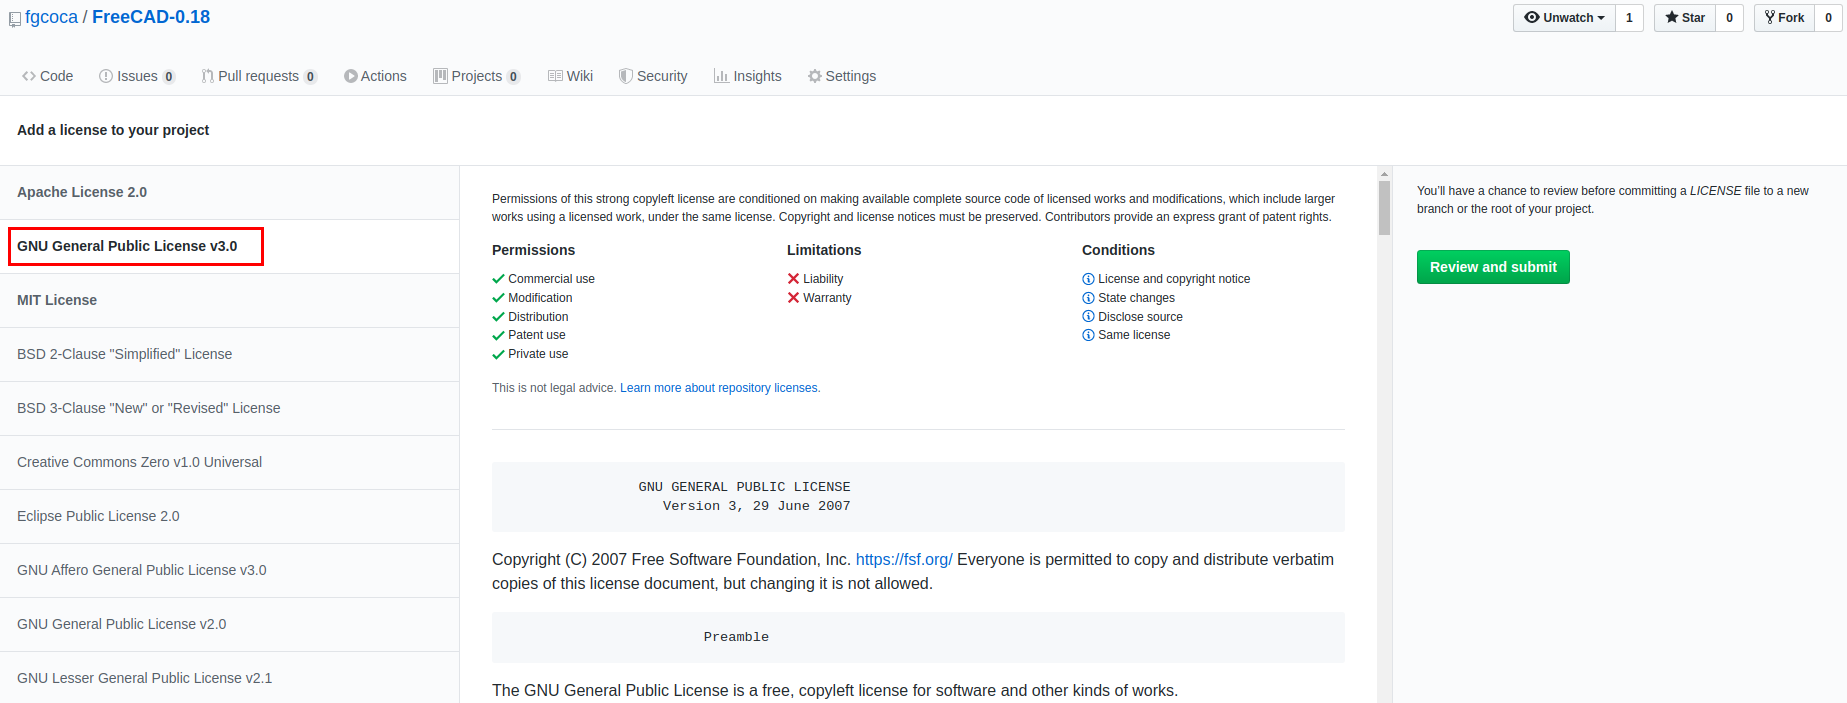 fgcoca / FreeCAD-0.18
Unwatch 1 Star 0 Fork 0
Code Issues 0 Pull requests 0 Actions Projects 0 Wiki Security Insights Settings
Add a license to your project
Apache License 2.0
GNU General Public License v3.0
MIT License
BSD 2-Clause "Simplified" License
BSD 3-Clause "New" or "Revised" License
Creative Commons Zero v1.0 Universal
Eclipse Public License 2.0
GNU Affero General Public License v3.0
GNU General Public License v2.0
GNU Lesser General Public License v2.1
Permissions of this strong copyleft license are conditioned on making available complete source code of licensed works and modifications, which include larger
works using a licensed work, under the same license. Copyright and license notices must be preserved. Contributors provide an express grant of patent rights.
Permissions
Commercial use
Modification
Distribution
Patent use
Private use
Limitations
Liability
Warranty
Conditions
License and copyright notice
State changes
Disclose source
Same license
This is not legal advice. Learn more about repository licenses.
GNU GENERAL PUBLIC LICENSE
Version 3, 29 June 2007
Copyright (C) 2007 Free Software Foundation, Inc. https://fsf.org/ Everyone is permitted to copy and distribute verbatim
copies of this license document, but changing it is not allowed.
Preamble
The GNU General Public License is a free, copyleft license for software and other kinds of works.
You'll have a chance to review before committing a LICENSE file to a new
branch or the root of your project.
Review and submit